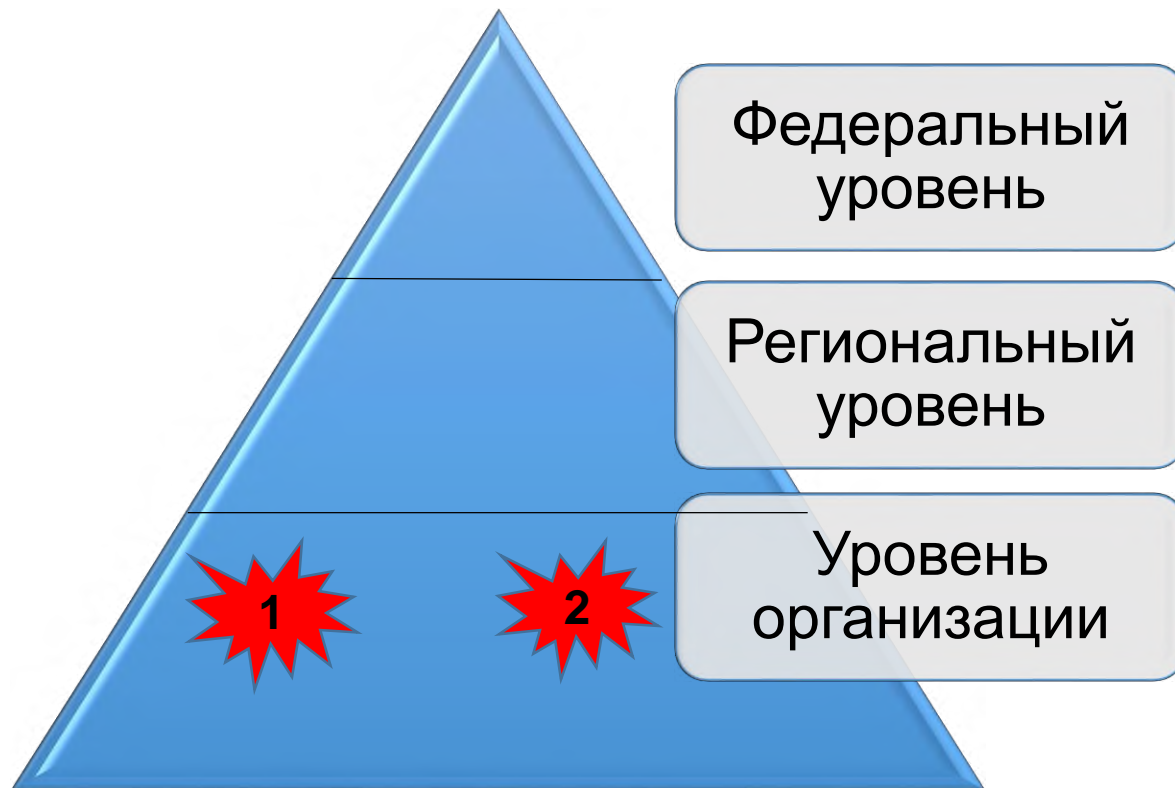 Федеральный
уровень
Региональный
уровень
Уровень
организации
1
2